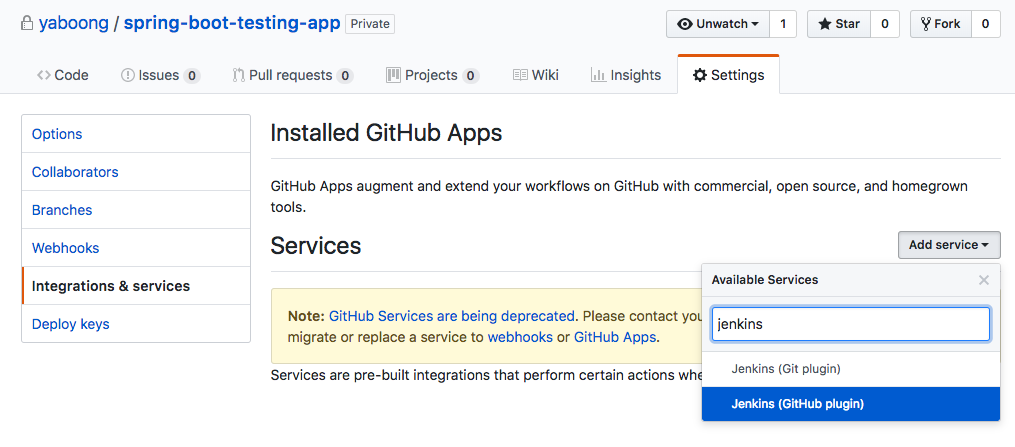 yaboong / spring-boot-testing-app Private Unwatch 1 Star 0 Fork 0
Code Issues 0 Pull requests 0 Projects 0 Wiki Insights Settings
Options
Collaborators
Branches
Webhooks
Integrations & services
Deploy keys
Installed GitHub Apps
GitHub Apps augment and extend your workflows on GitHub with commercial, open source, and homegrown
tools.
Services
Add service
Note: GitHub Services are being deprecated. Please contact you
migrate or replace a service to webhooks or GitHub Apps.
Services are pre-built integrations that perform certain actions whe
Available Services
jenkins
Jenkins (Git plugin)
Jenkins (GitHub plugin)